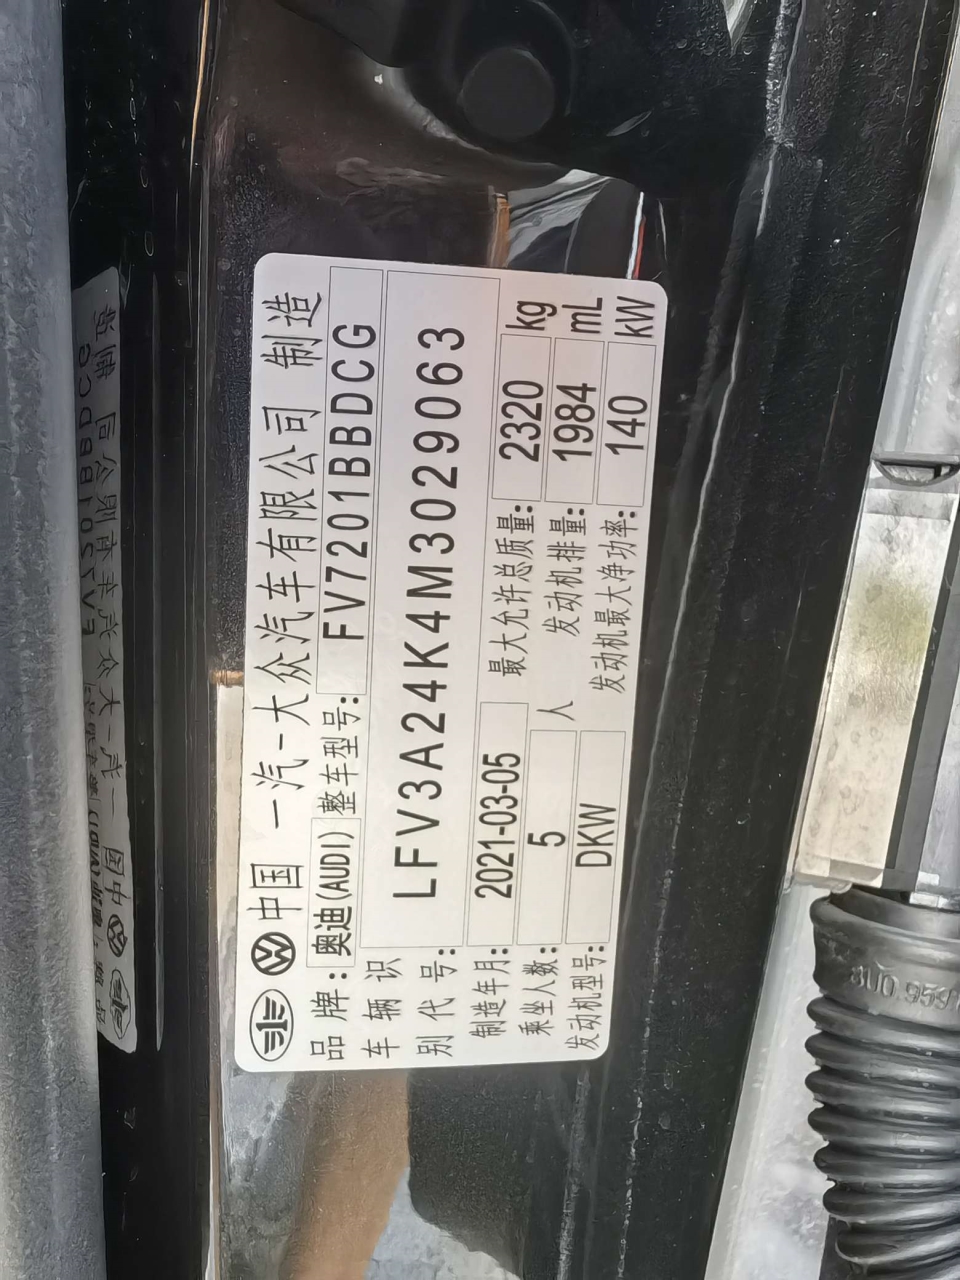 中国 一汽-大众汽车有限公司 制造
品牌: 奥迪(AUDI) 整车型号: FV7201BBDCG
车辆识别代号: LFV3A24K4M3029063
制造年月: 2021-03-05 最大允许总质量: 2320 kg
乘坐人数: 5 人 发动机排量: 1984 mL
发动机型号: DKW 发动机最大净功率: 140 kW
8U0 959